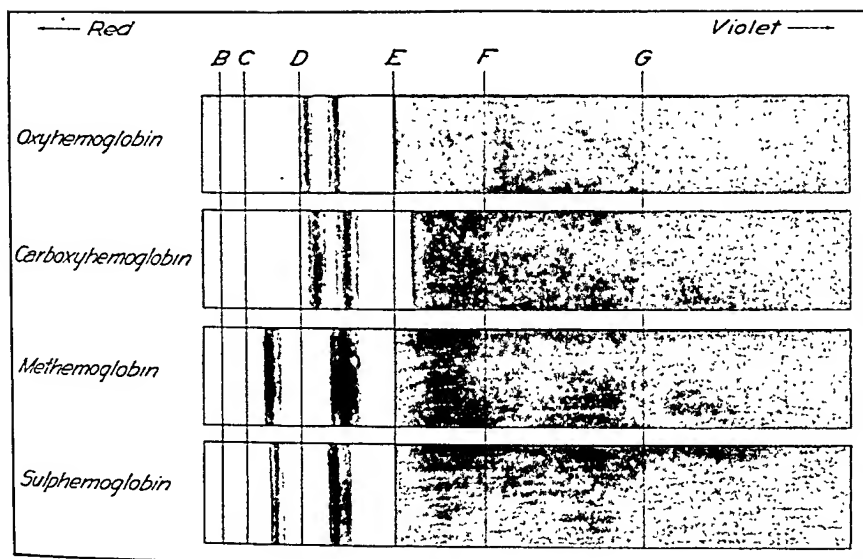 ← Red Violet →
B C D E F G
Oxyhemoglobin
Carboxyhemoglobin
Methemoglobin
Sulphemoglobin